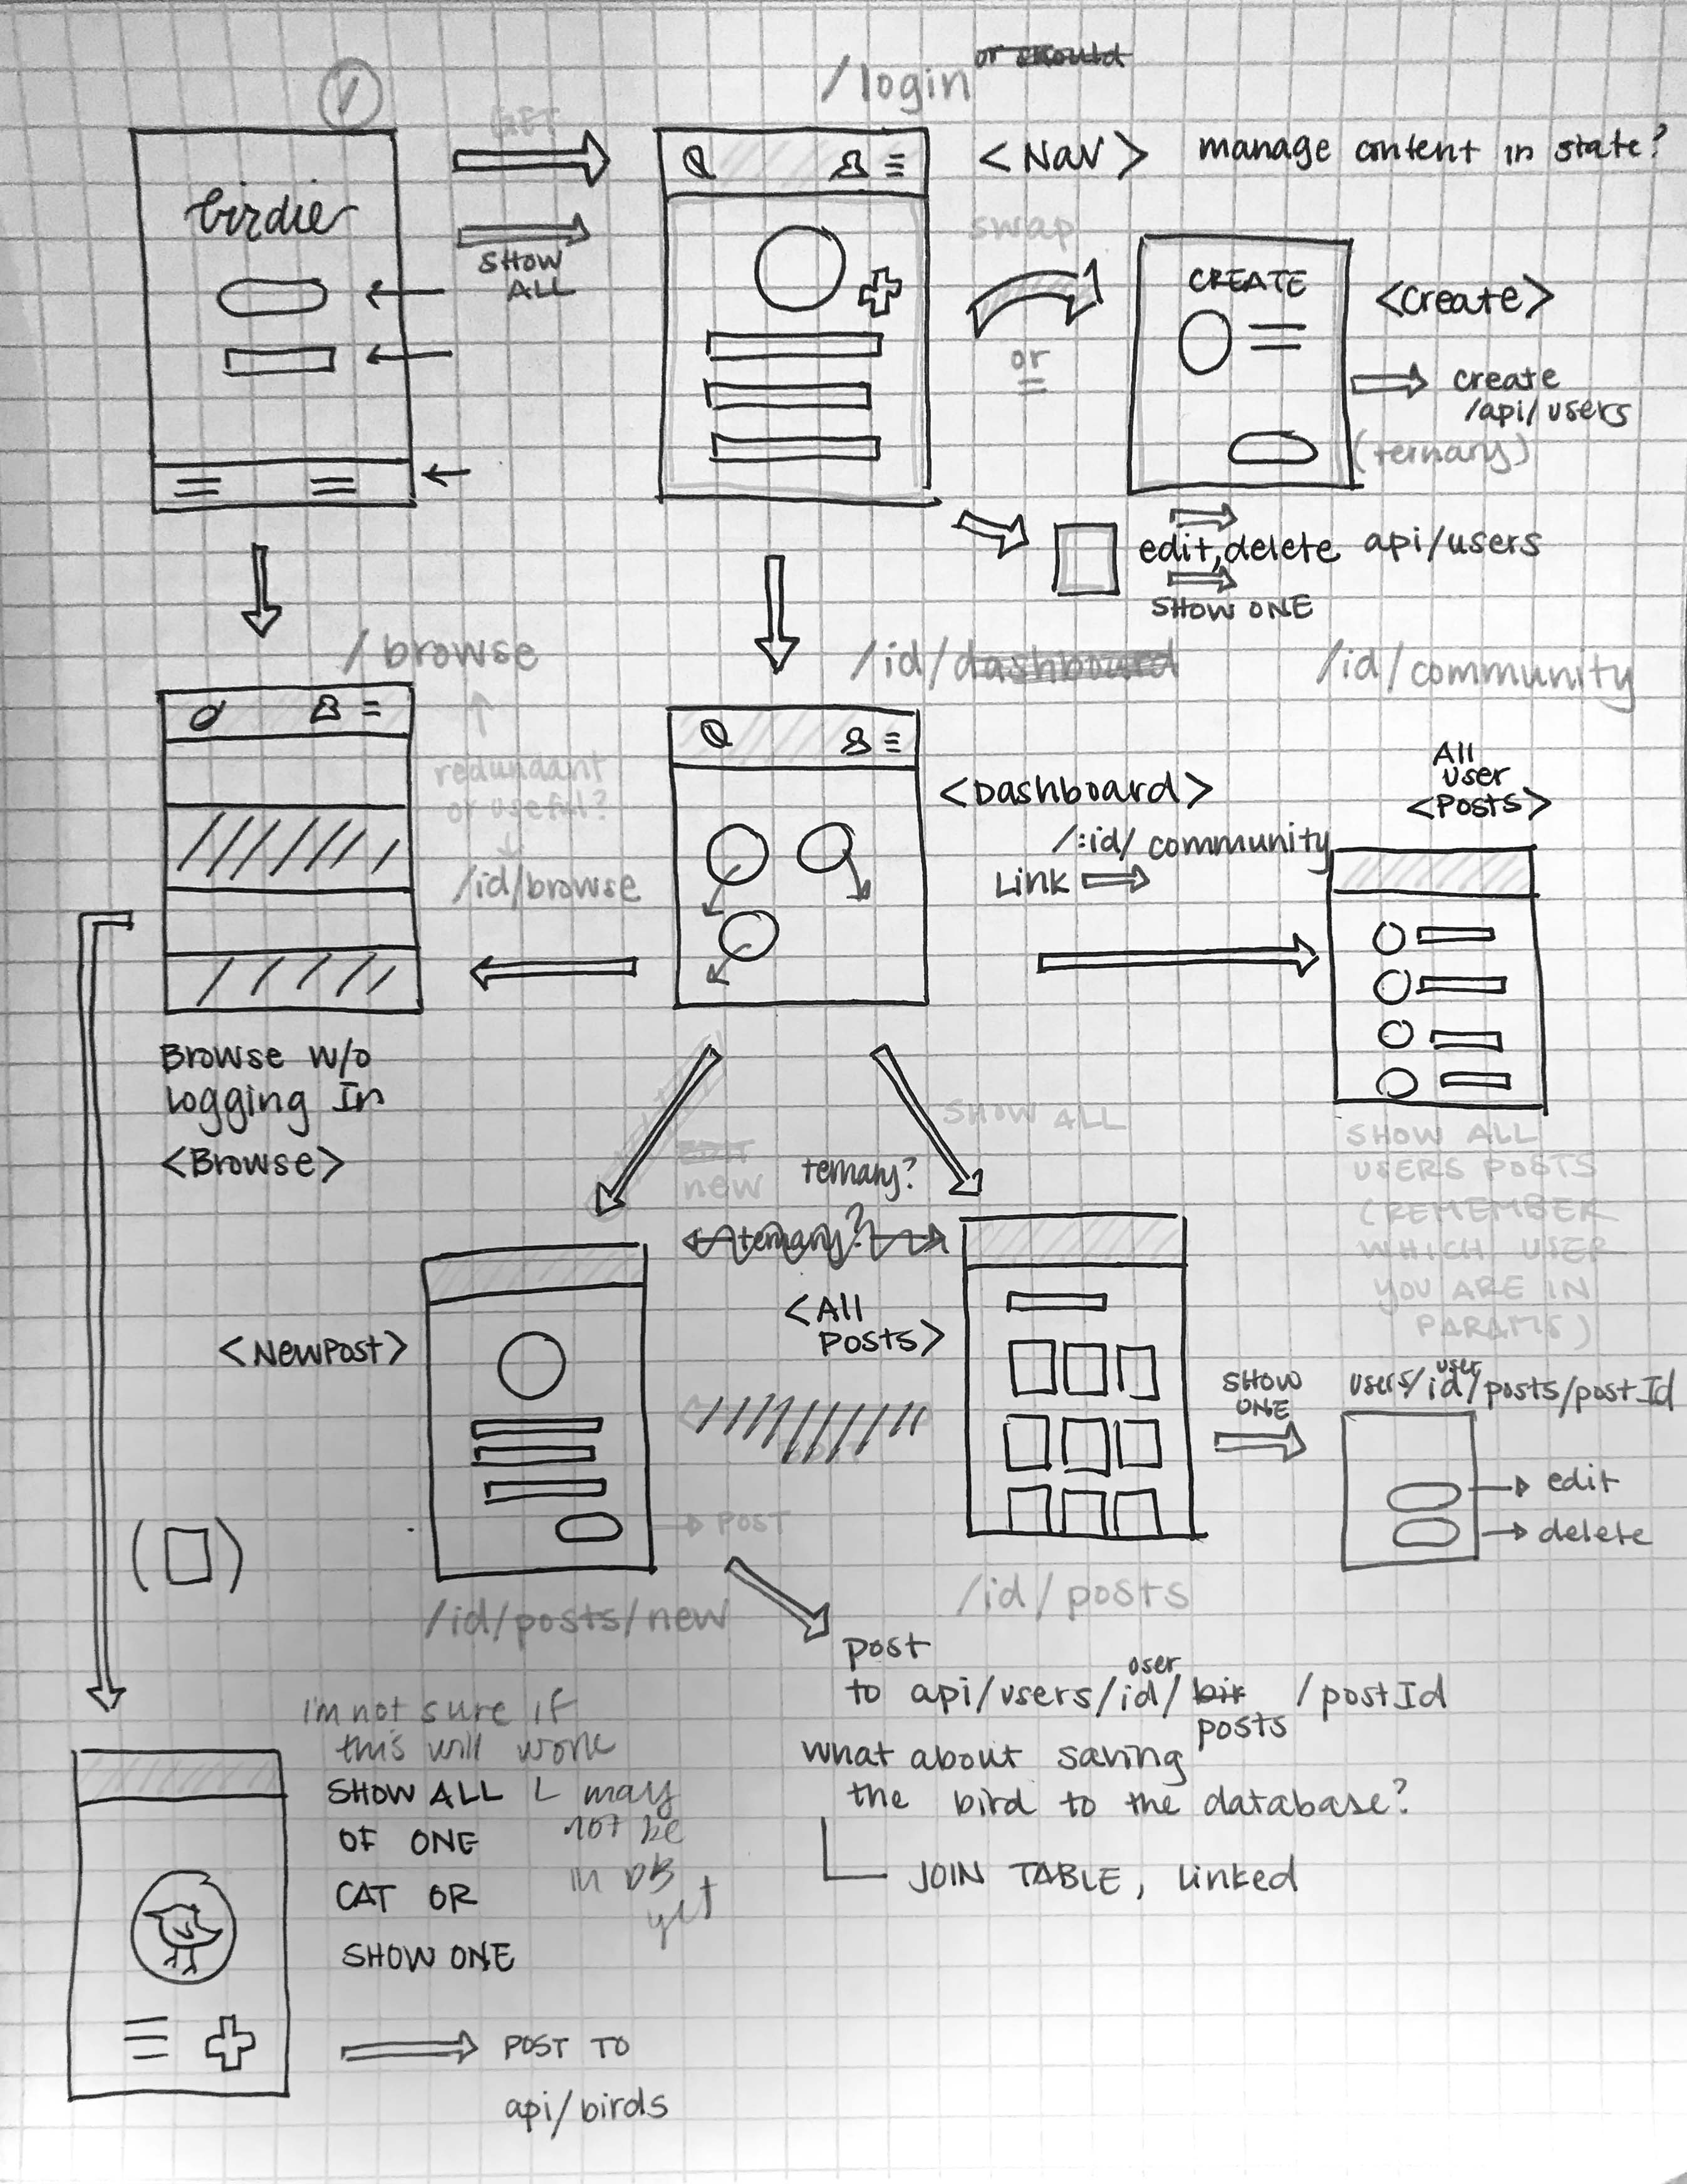 /login
or should
GET
<Nav> manage content in state?
birdie
SHOW
ALL
swap
or
CREATE
<Create>
create
/api/users
(ternary)
edit, delete api/users
SHOW ONE
/browse
/id/dashboard
/id/community
redundant
or useful?
/id/browse
<Dashboard>
/:id/community
Link
All
user
<Posts>
Browse w/o
Logging In
<Browse>
SHOW ALL
SHOW ALL
USERS POSTS
(REMEMBER
WHICH USER
YOU ARE IN
PARAMS)
EDIT
new
ternary?
ternary?
<NewPost>
<All
Posts>
SHOW
ONE
user
users/id/posts/postId
edit
delete
POST
/id/posts/new
/id/posts
post
user
to api/users/id/bir /postId
posts
what about saving
the bird to the database?
JOIN TABLE, Linked
I'm not sure if
this will work
SHOW ALL
OF ONE
CAT OR
SHOW ONE
may
not be
in DB
yet
POST TO
api/birds